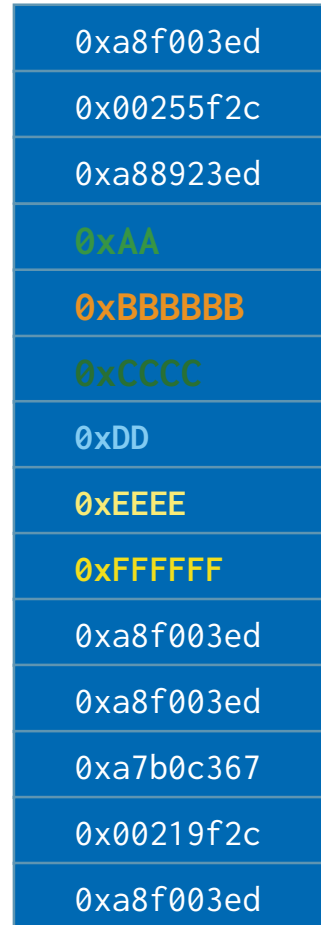 0xa8f003ed
0x00255f2c
0xa88923ed
0xAA
0xBBBBBB
0xCCCC
0xDD
0xEEEE
0xFFFFFF
0xa8f003ed
0xa8f003ed
0xa7b0c367
0x00219f2c
0xa8f003ed